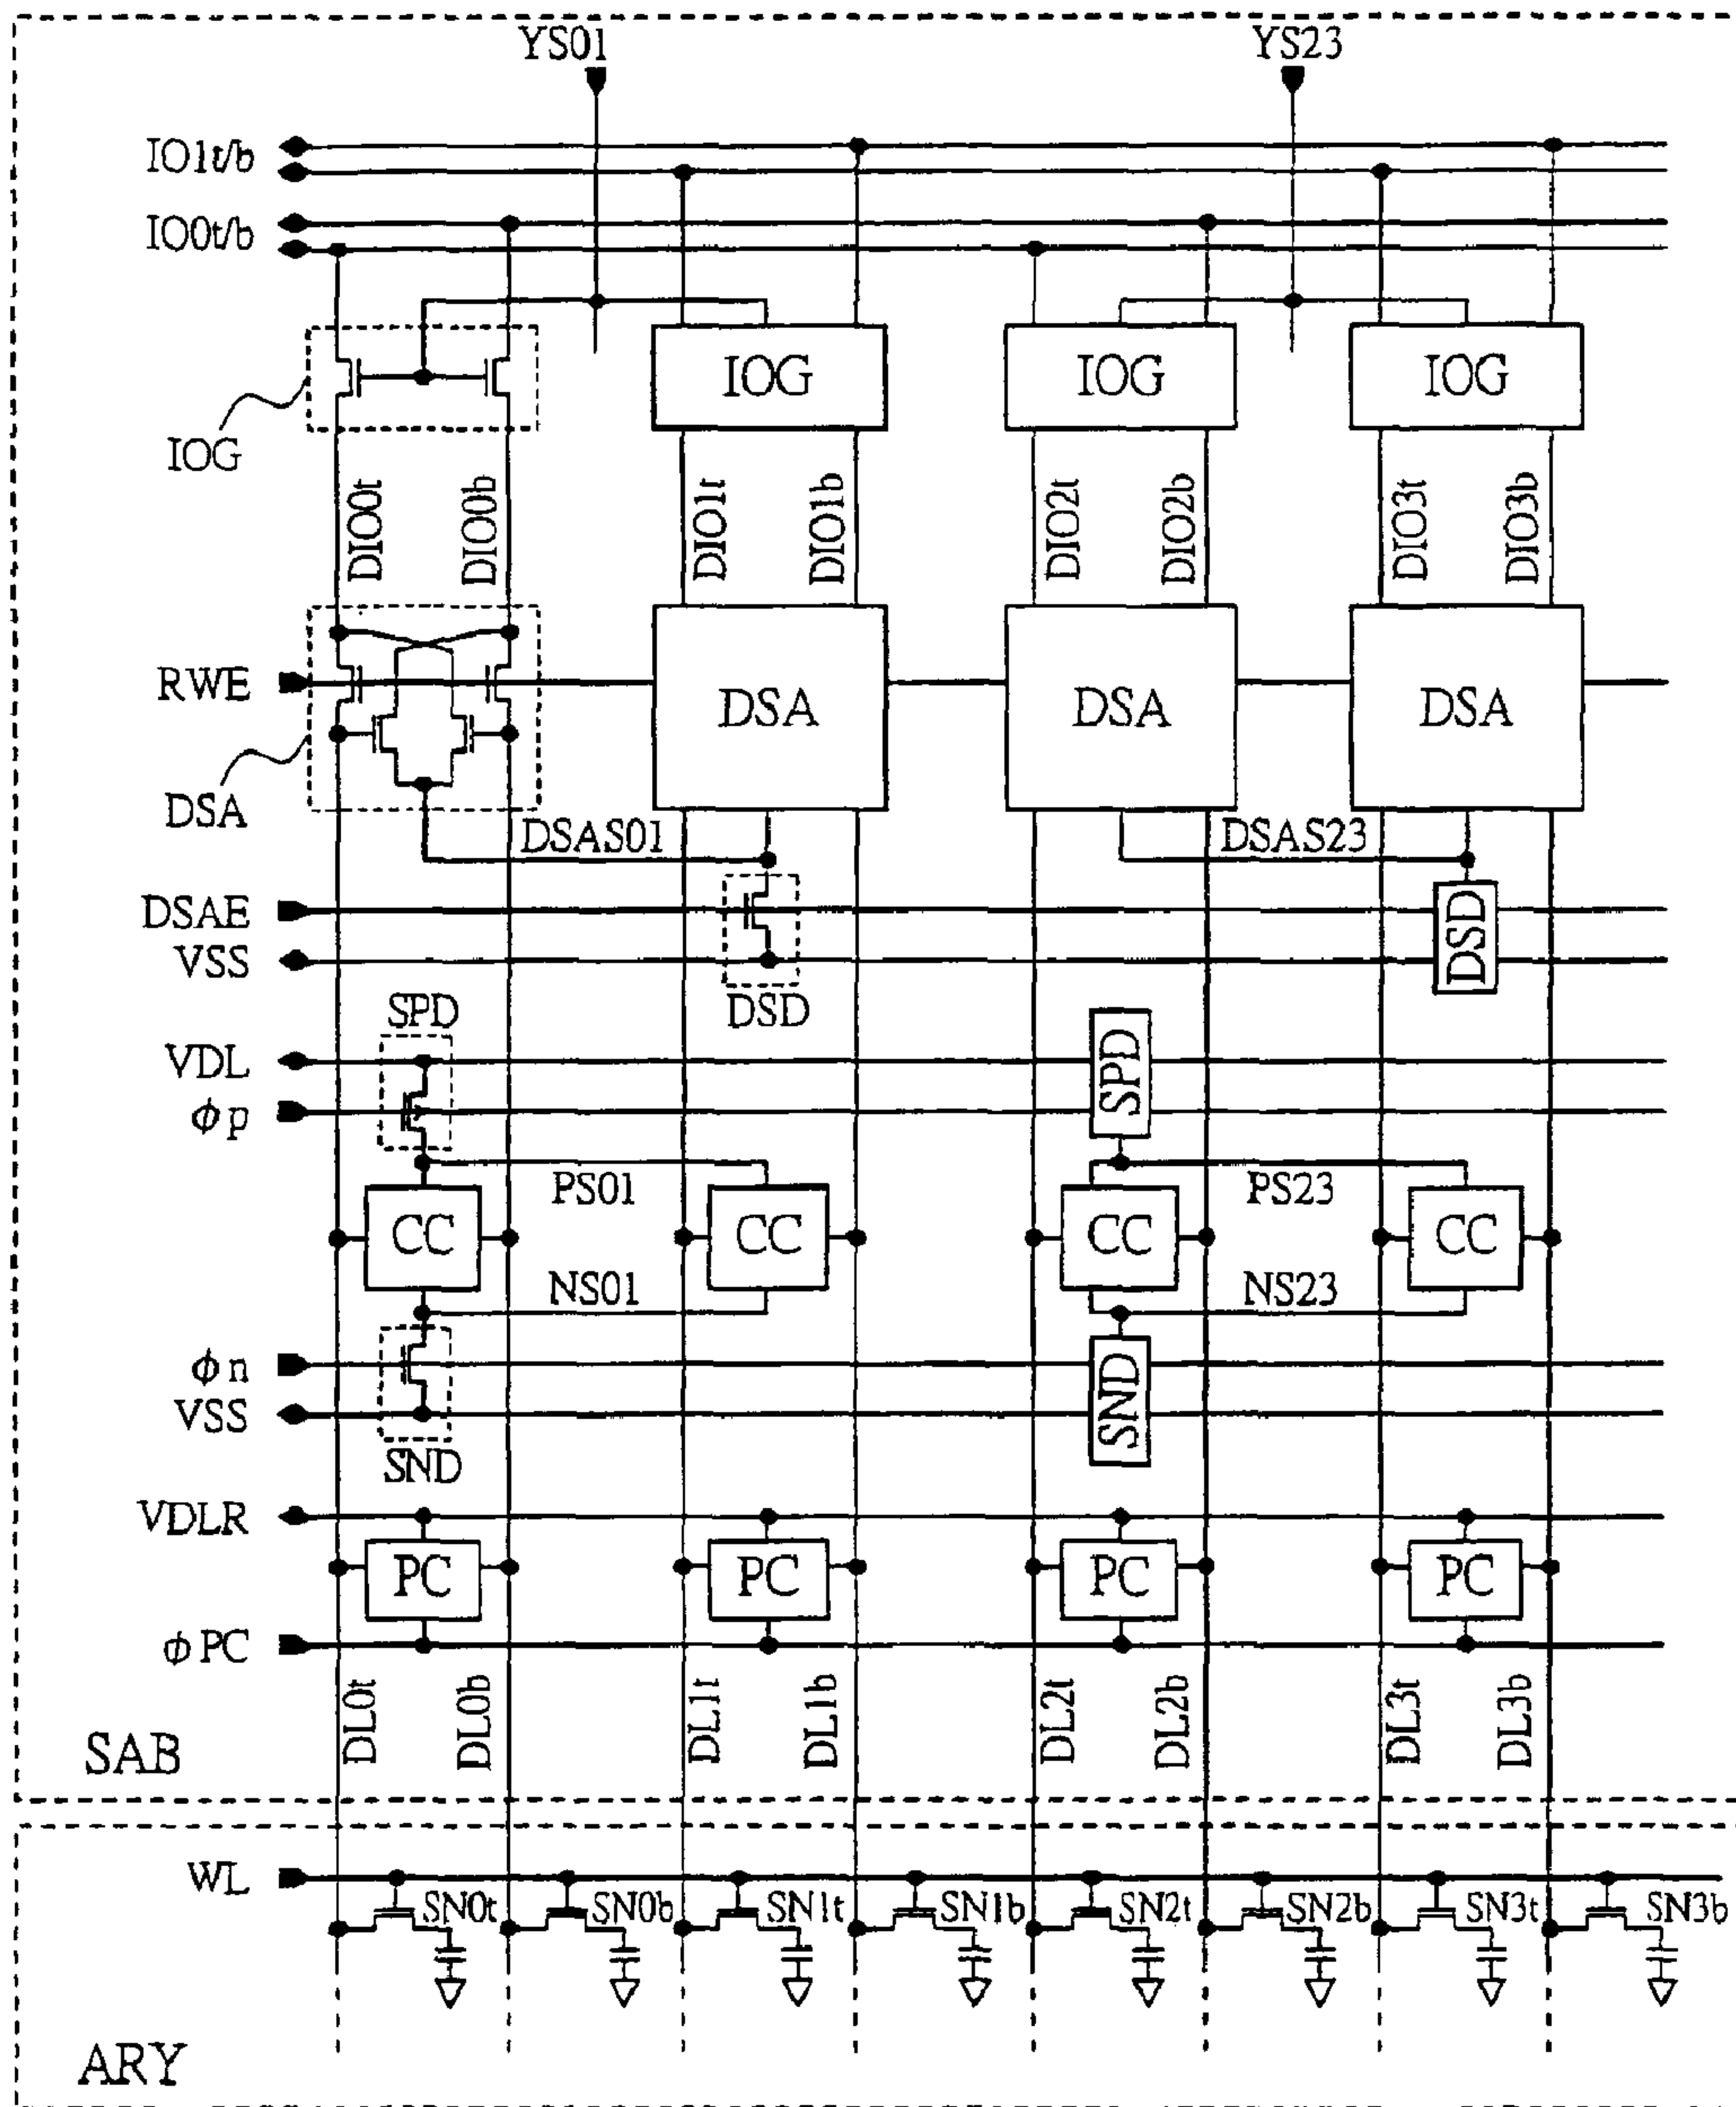 YS01 YS23
IO1t/b
IO0t/b
IOG IOG IOG
IOG
DIO0t DIO0b DIO1t DIO1b DIO2t DIO2b DIO3t DIO3b
RWE DSA DSA DSA
DSA
DSAS01 DSAS23
DSAE
VSS DSD
SPD DSD
VDL SPD
ϕp
PS01 PS23
CC CC CC CC
NS01 NS23
ϕn
VSS SND
SND
VDLR
PC PC PC PC
ϕPC
DL0t DL0b DL1t DL1b DL2t DL2b DL3t DL3b
SAB
WL
SN0t SN0b SN1t SN1b SN2t SN2b SN3t SN3b
ARY